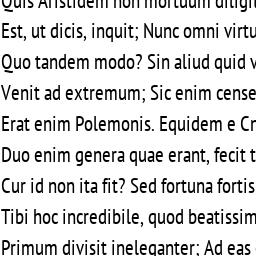 Quis Aristidem non mortuum diligit
Est, ut dicis, inquit; Nunc omni virtu
Quo tandem modo? Sin aliud quid v
Venit ad extremum; Sic enim cense
Erat enim Polemonis. Equidem e Cn
Duo enim genera quae erant, fecit t
Cur id non ita fit? Sed fortuna fortis
Tibi hoc incredibile, quod beatissim
Primum divisit ineleganter; Ad eas